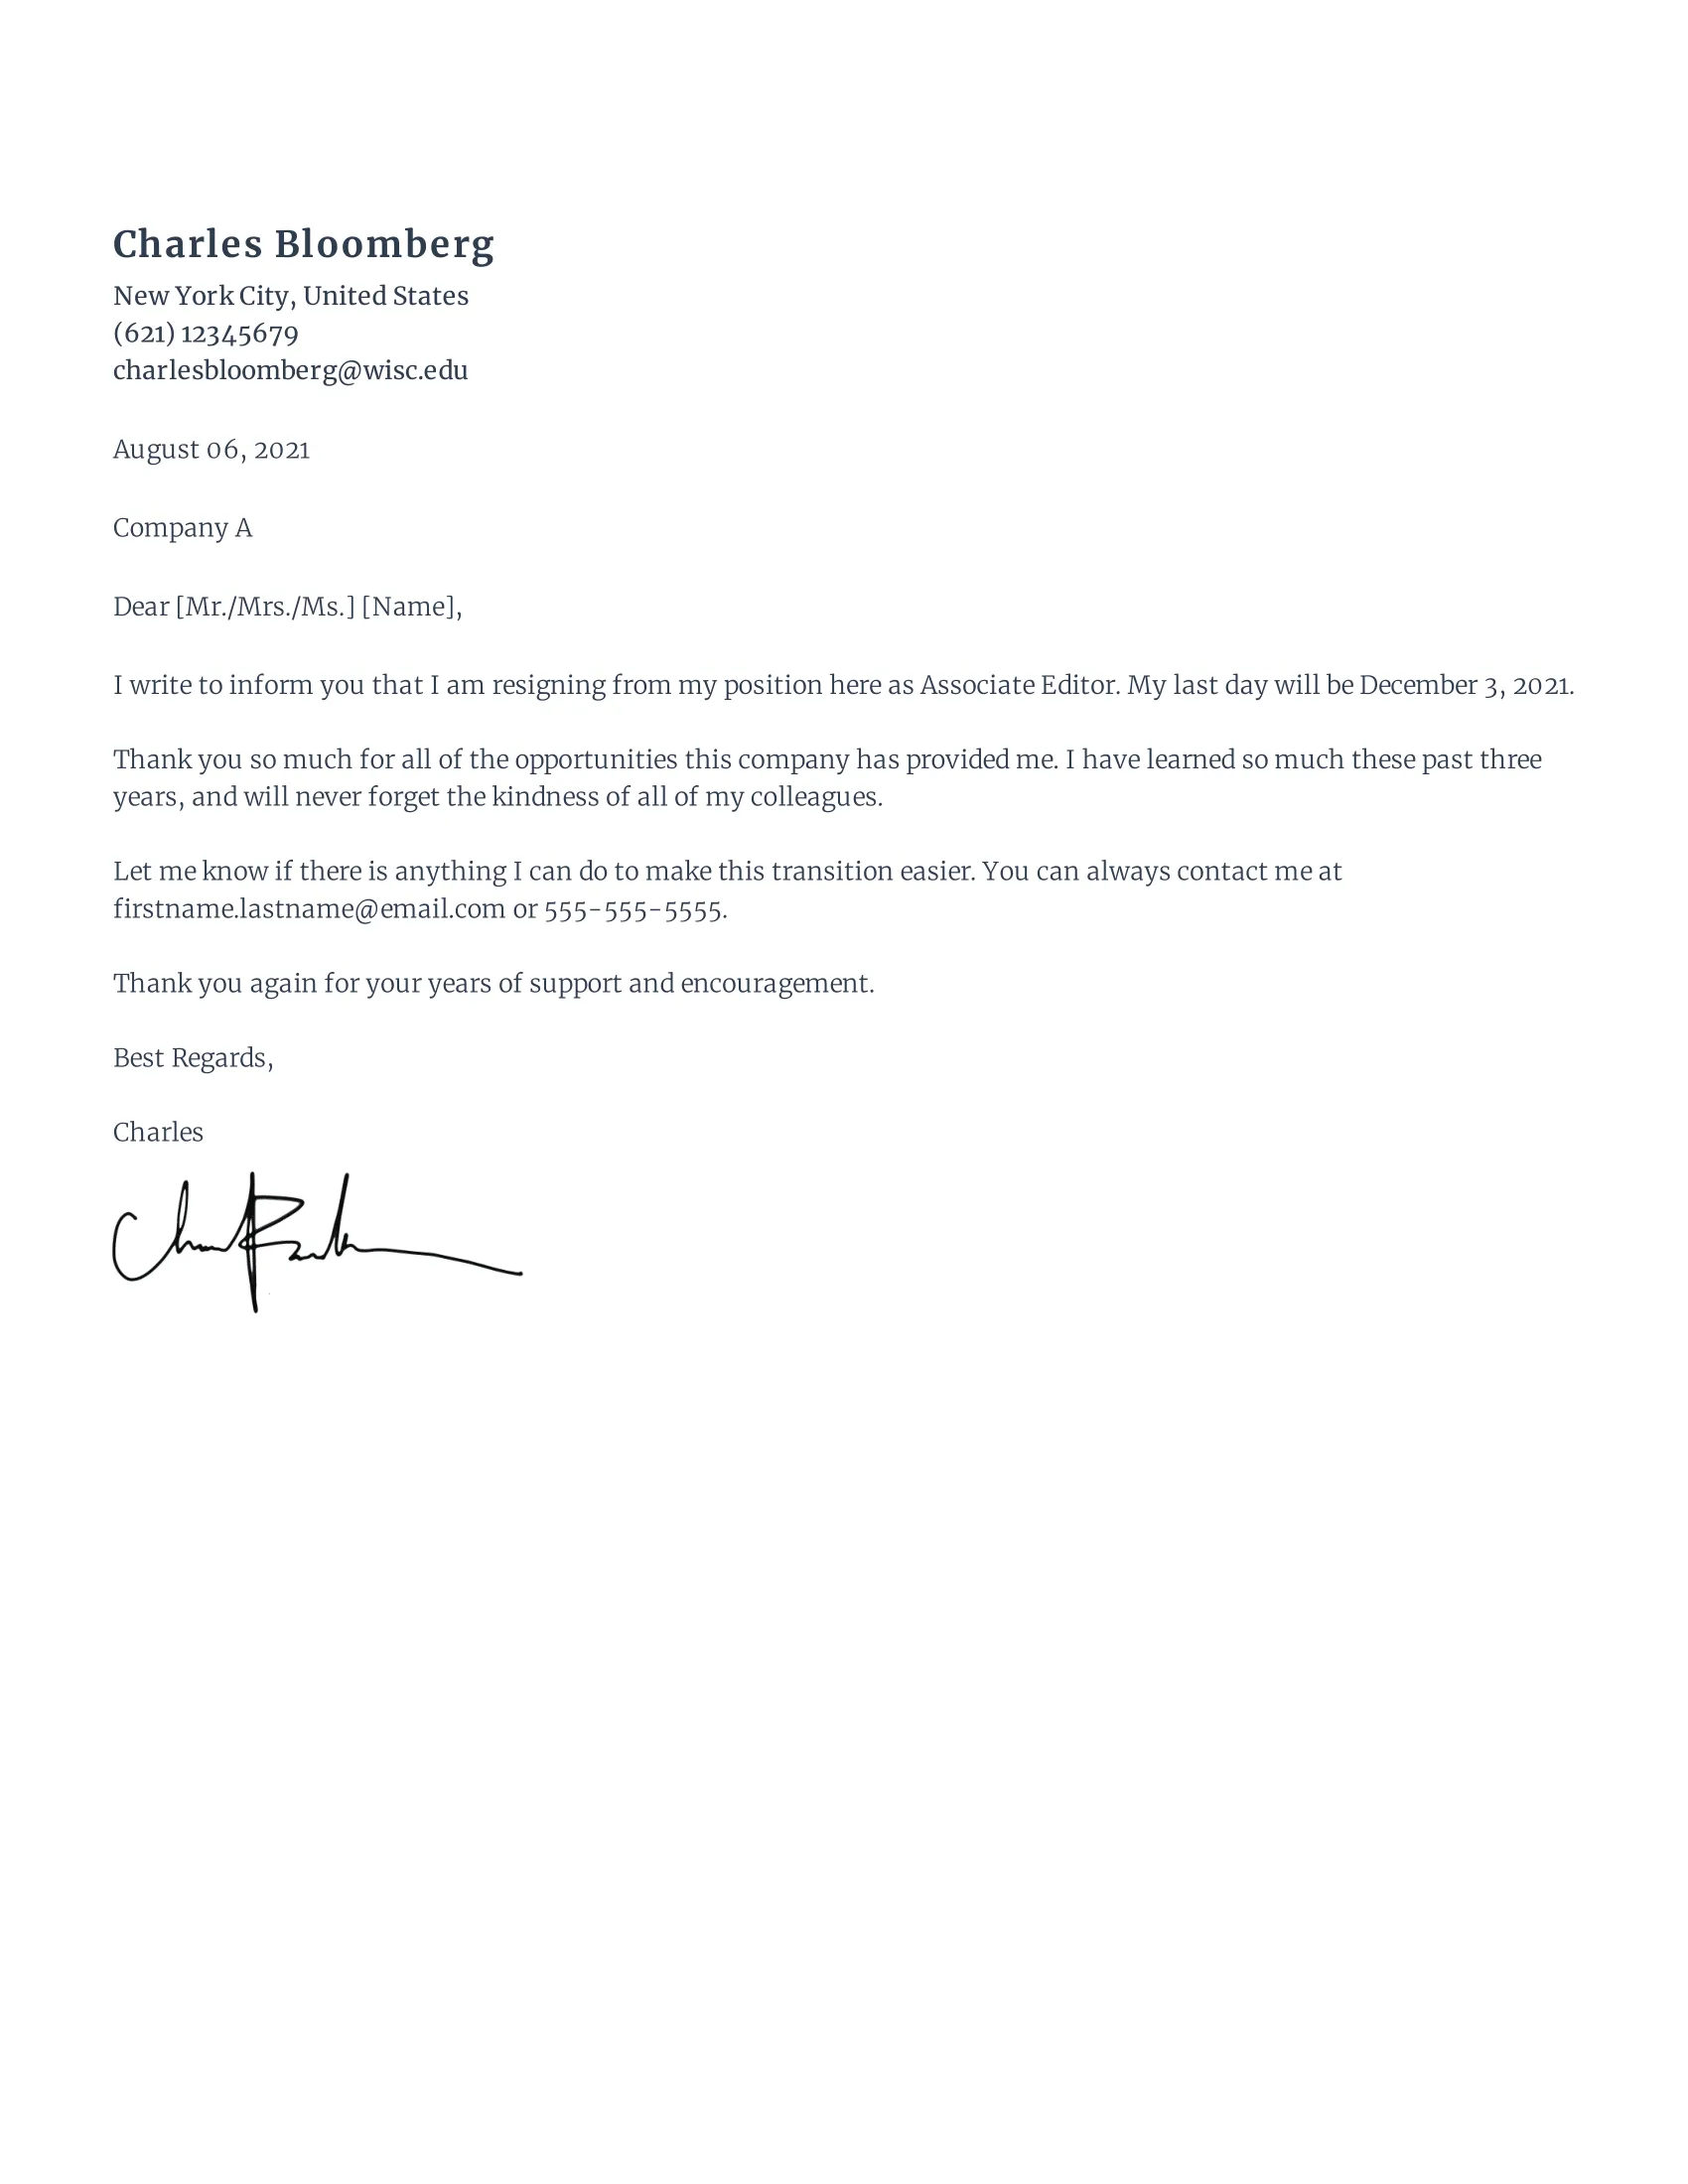 Charles Bloomberg
New York City, United States
(621) 12345679
charlesbloomberg@wisc.edu
August 06, 2021
Company A
Dear [Mr./Mrs./Ms.] [Name],
I write to inform you that I am resigning from my position here as Associate Editor. My last day will be December 3, 2021.
Thank you so much for all of the opportunities this company has provided me. I have learned so much these past three
years, and will never forget the kindness of all of my colleagues.
Let me know if there is anything I can do to make this transition easier. You can always contact me at
firstname.lastname@email.com or 555-555-5555.
Thank you again for your years of support and encouragement.
Best Regards,
Charles